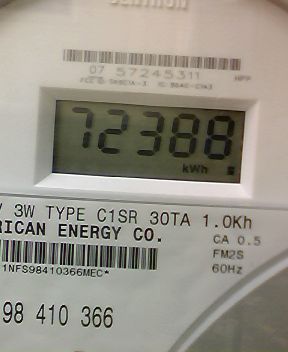 07 57245311 HPP
72388
kWh
V 3W TYPE C1SR 30TA 1.0Kh
RICAN ENERGY CO. CA 0.5
FM2S
1NFS98410366MEC* 60Hz
98 410 366